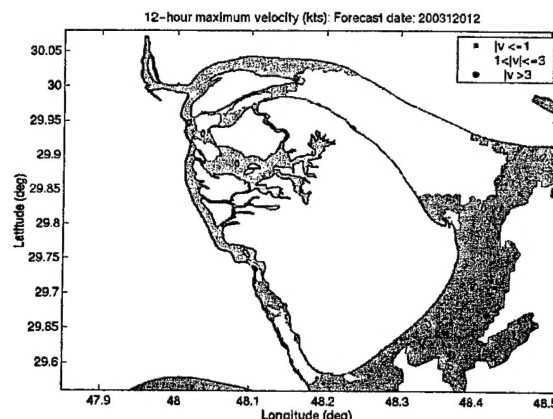 12-hour maximum velocity (kts): Forecast date: 200312012
|v <=1
1<|v|<=3
|v >3
30.05
30
29.95
29.9
29.85
29.8
29.75
29.7
29.65
29.6
Latitude (deg)
47.9 48 48.1 48.2 48.3 48.4 48.5
Longitude (deg)